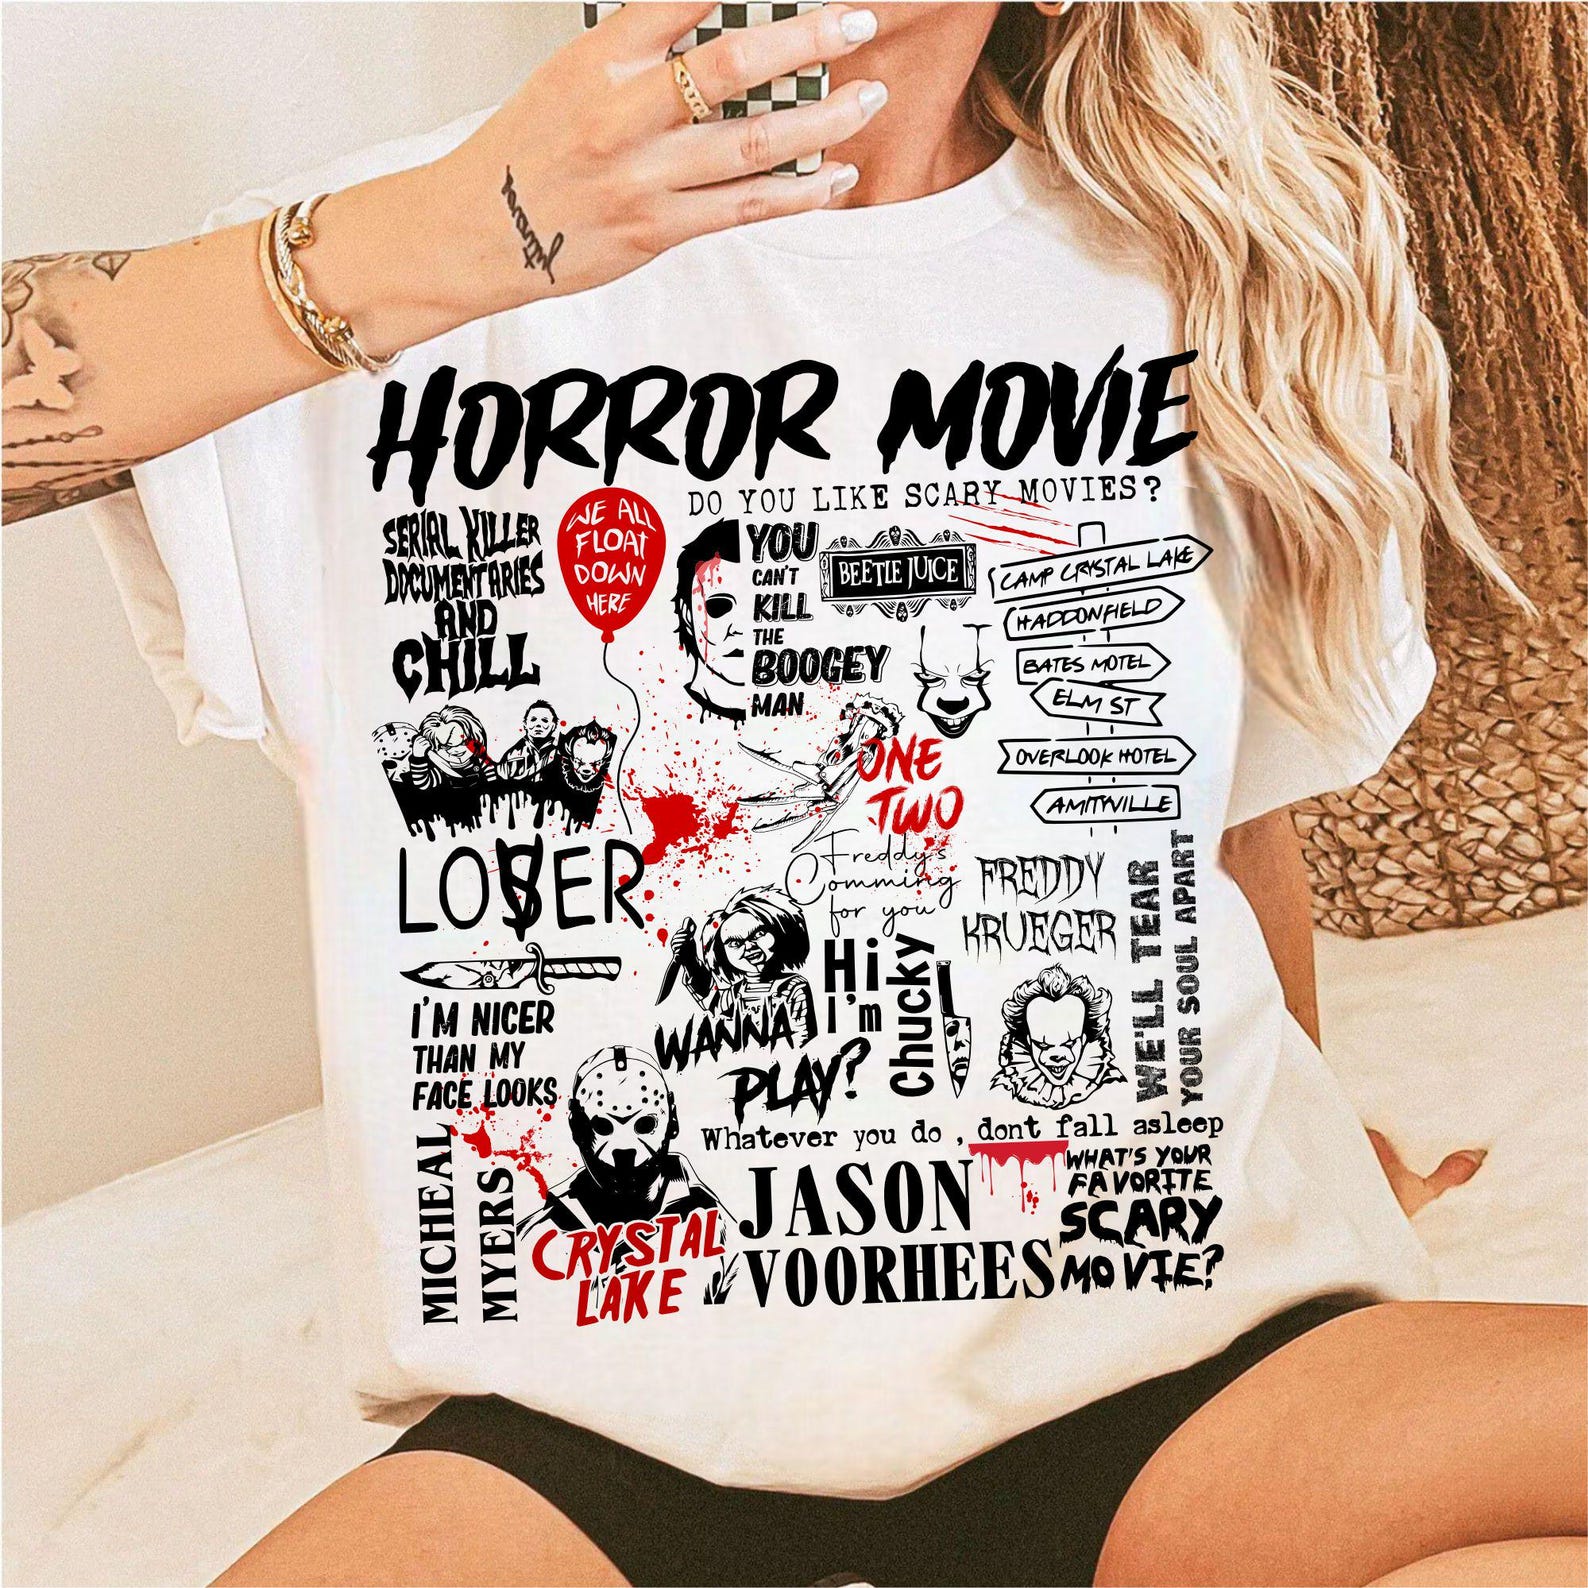 HORROR MOVIE
DO YOU LIKE SCARY MOVIES?
SERIAL KILLER
DOCUMENTARIES
AND
CHILL
WE ALL
FLOAT
DOWN
HERE
YOU
CAN'T
KILL
THE
BOOGEY
MAN
BEETLE JUICE
IT
CAMP CRYSTAL LAKE
HADDONFIELD
BATES MOTEL
ELM ST
OVERLOOK HOTEL
AMITYVILLE
ONE
TWO
Freddy's
Comming
for you
LOSER
V
FREDDY
KRUEGER
WE'LL TEAR
YOUR SOUL APART
I'M NICER
THAN MY
FACE LOOKS
WANNA
PLAY?
Hi
I'm
Chucky
Whatever you do , dont fall asleep
MICHEAL
MYERS
CRYSTAL
LAKE
JASON
VOORHEES
WHAT'S YOUR
FAVORITE
SCARY
MOVIE?